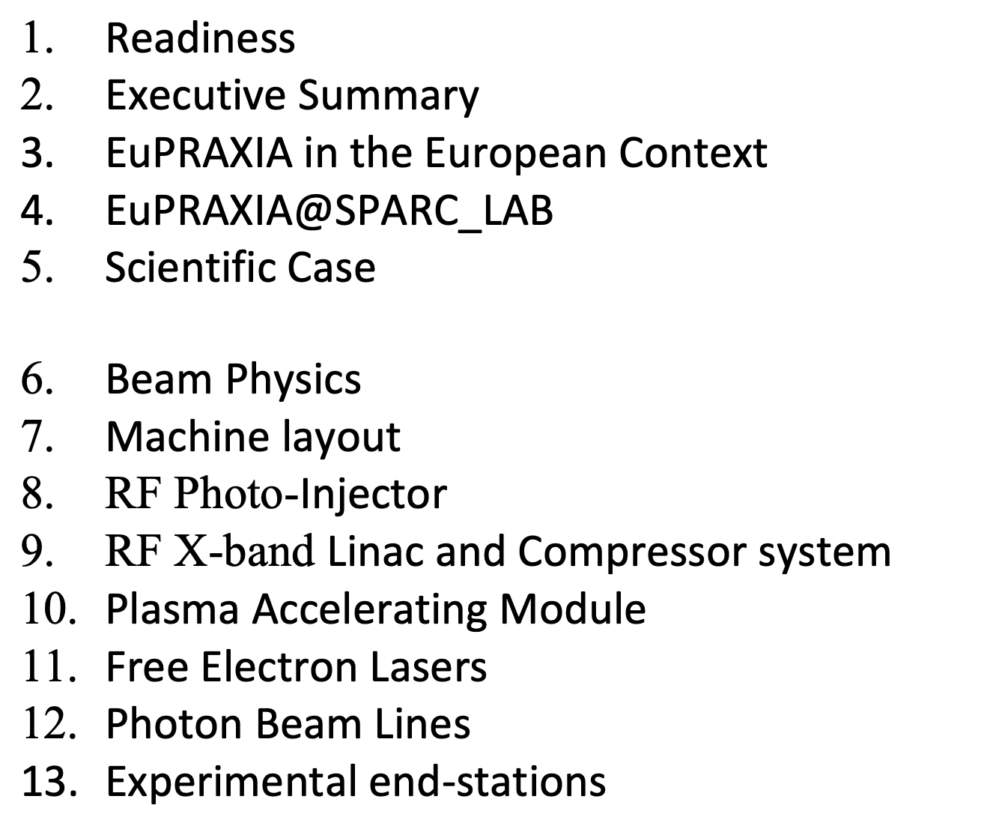 1. Readiness
2. Executive Summary
3. EuPRAXIA in the European Context
4. EuPRAXIA@SPARC_LAB
5. Scientific Case
6. Beam Physics
7. Machine layout
8. RF Photo-Injector
9. RF X-band Linac and Compressor system
10. Plasma Accelerating Module
11. Free Electron Lasers
12. Photon Beam Lines
13. Experimental end-stations